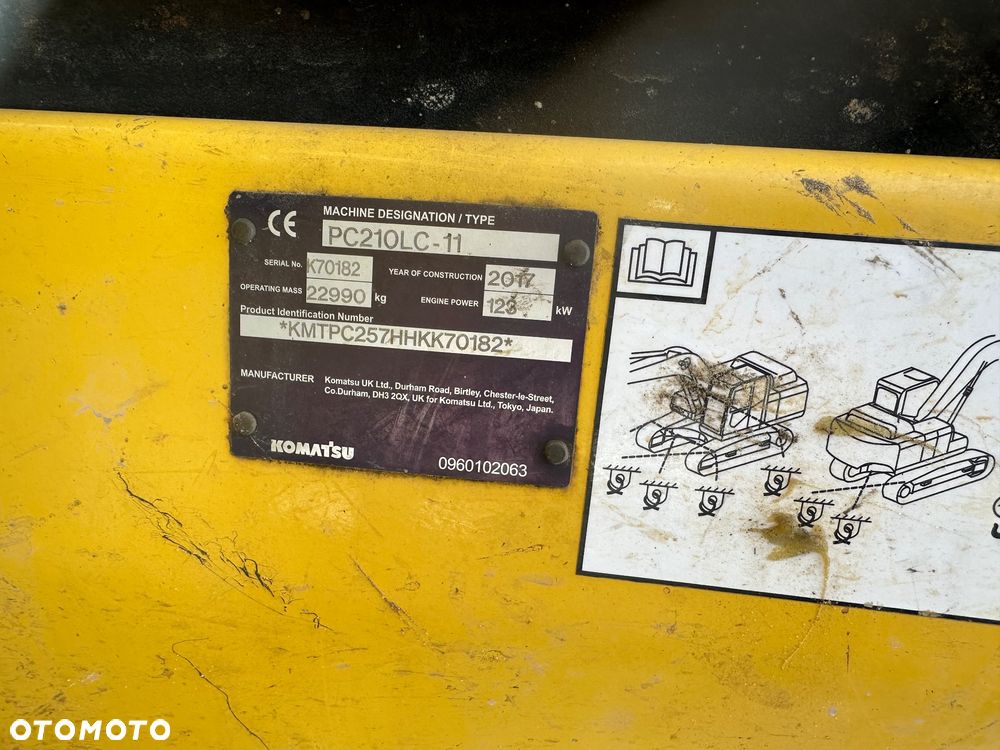 CE
MACHINE DESIGNATION / TYPE
PC210LC-11
SERIAL No. K70182 YEAR OF CONSTRUCTION 2017
OPERATING MASS 22990 kg ENGINE POWER 123 kW
Product Identification Number
*KMTPC257HHKK70182*
MANUFACTURER Komatsu UK Ltd., Durham Road, Birtley, Chester-le-Street,
Co.Durham, DH3 2QX, UK for Komatsu Ltd., Tokyo, Japan.
KOMATSU 0960102063
OTOMOTO